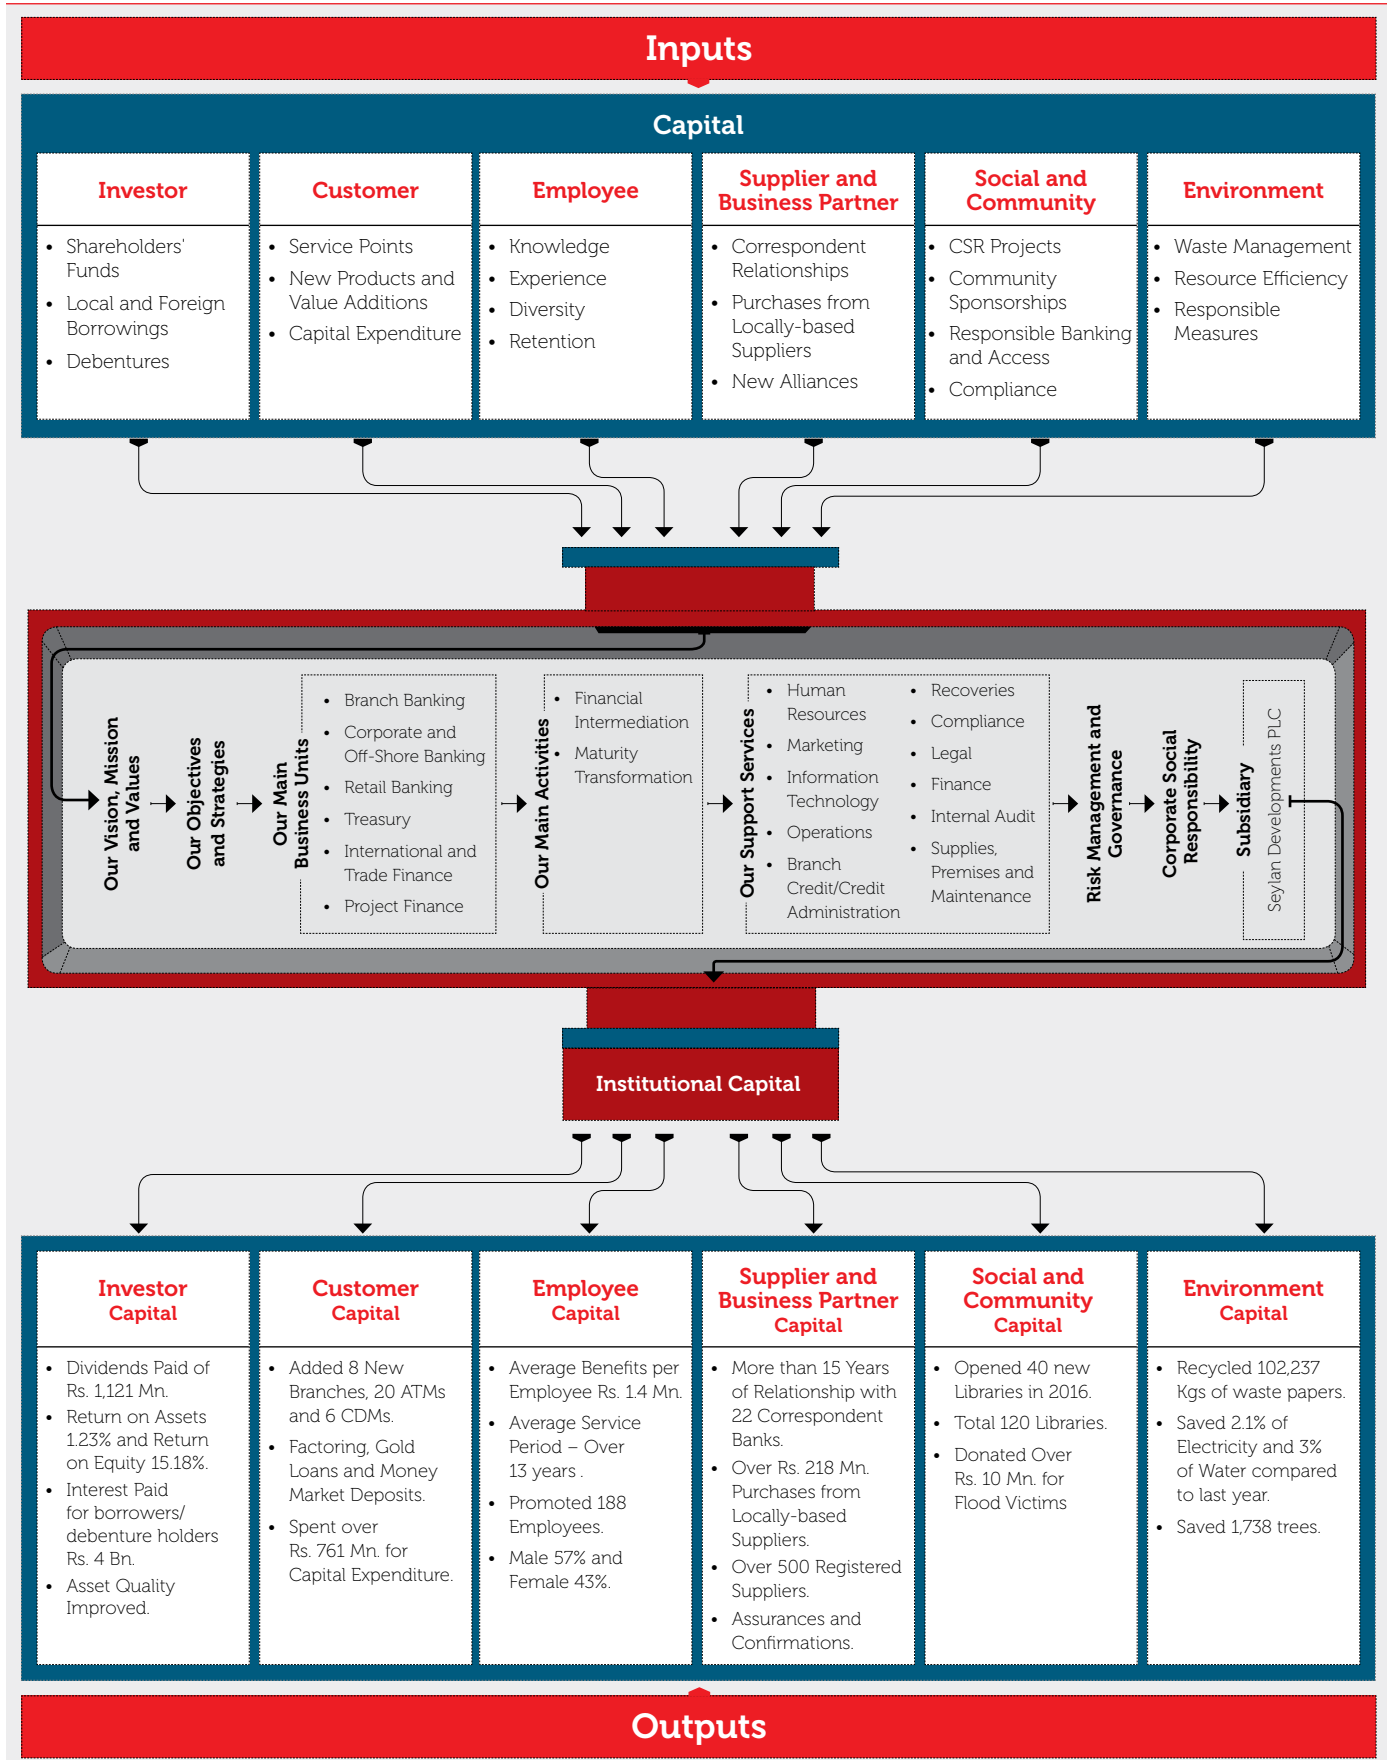 Inputs
Capital
Investor
• Shareholders'
Funds
• Local and Foreign
Borrowings
• Debentures
Customer
• Service Points
• New Products and
Value Additions
• Capital Expenditure
Employee
• Knowledge
• Experience
• Diversity
• Retention
Supplier and
Business Partner
• Correspondent
Relationships
• Purchases from
Locally-based
Suppliers
• New Alliances
Social and
Community
• CSR Projects
• Community
Sponsorships
• Responsible Banking
and Access
• Compliance
Environment
• Waste Management
• Resource Efficiency
• Responsible
Measures
Our Vision, Mission
and Values
Our Objectives
and Strategies
Our Main
Business Units
• Branch Banking
• Corporate and
Off-Shore Banking
• Retail Banking
• Treasury
• International and
Trade Finance
• Project Finance
Our Main Activities
• Financial
Intermediation
• Maturity
Transformation
Our Support Services
• Human
Resources
• Marketing
• Information
Technology
• Operations
• Branch
Credit/Credit
Administration
• Recoveries
• Compliance
• Legal
• Finance
• Internal Audit
• Supplies,
Premises and
Maintenance
Risk Management and
Governance
Corporate Social
Responsibility
Subsidiary
Seylan Developments PLC
Institutional Capital
Investor
Capital
• Dividends Paid of
Rs. 1,121 Mn.
• Return on Assets
1.23% and Return
on Equity 15.18%.
• Interest Paid
for borrowers/
debenture holders
Rs. 4 Bn.
• Asset Quality
Improved.
Customer
Capital
• Added 8 New
Branches, 20 ATMs
and 6 CDMs.
• Factoring, Gold
Loans and Money
Market Deposits.
• Spent over
Rs. 761 Mn. for
Capital Expenditure.
Employee
Capital
• Average Benefits per
Employee Rs. 1.4 Mn.
• Average Service
Period – Over
13 years .
• Promoted 188
Employees.
• Male 57% and
Female 43%.
Supplier and
Business Partner
Capital
• More than 15 Years
of Relationship with
22 Correspondent
Banks.
• Over Rs. 218 Mn.
Purchases from
Locally-based
Suppliers.
• Over 500 Registered
Suppliers.
• Assurances and
Confirmations.
Social and
Community
Capital
• Opened 40 new
Libraries in 2016.
• Total 120 Libraries.
• Donated Over
Rs. 10 Mn. for
Flood Victims
Environment
Capital
• Recycled 102,237
Kgs of waste papers.
• Saved 2.1% of
Electricity and 3%
of Water compared
to last year.
• Saved 1,738 trees.
Outputs